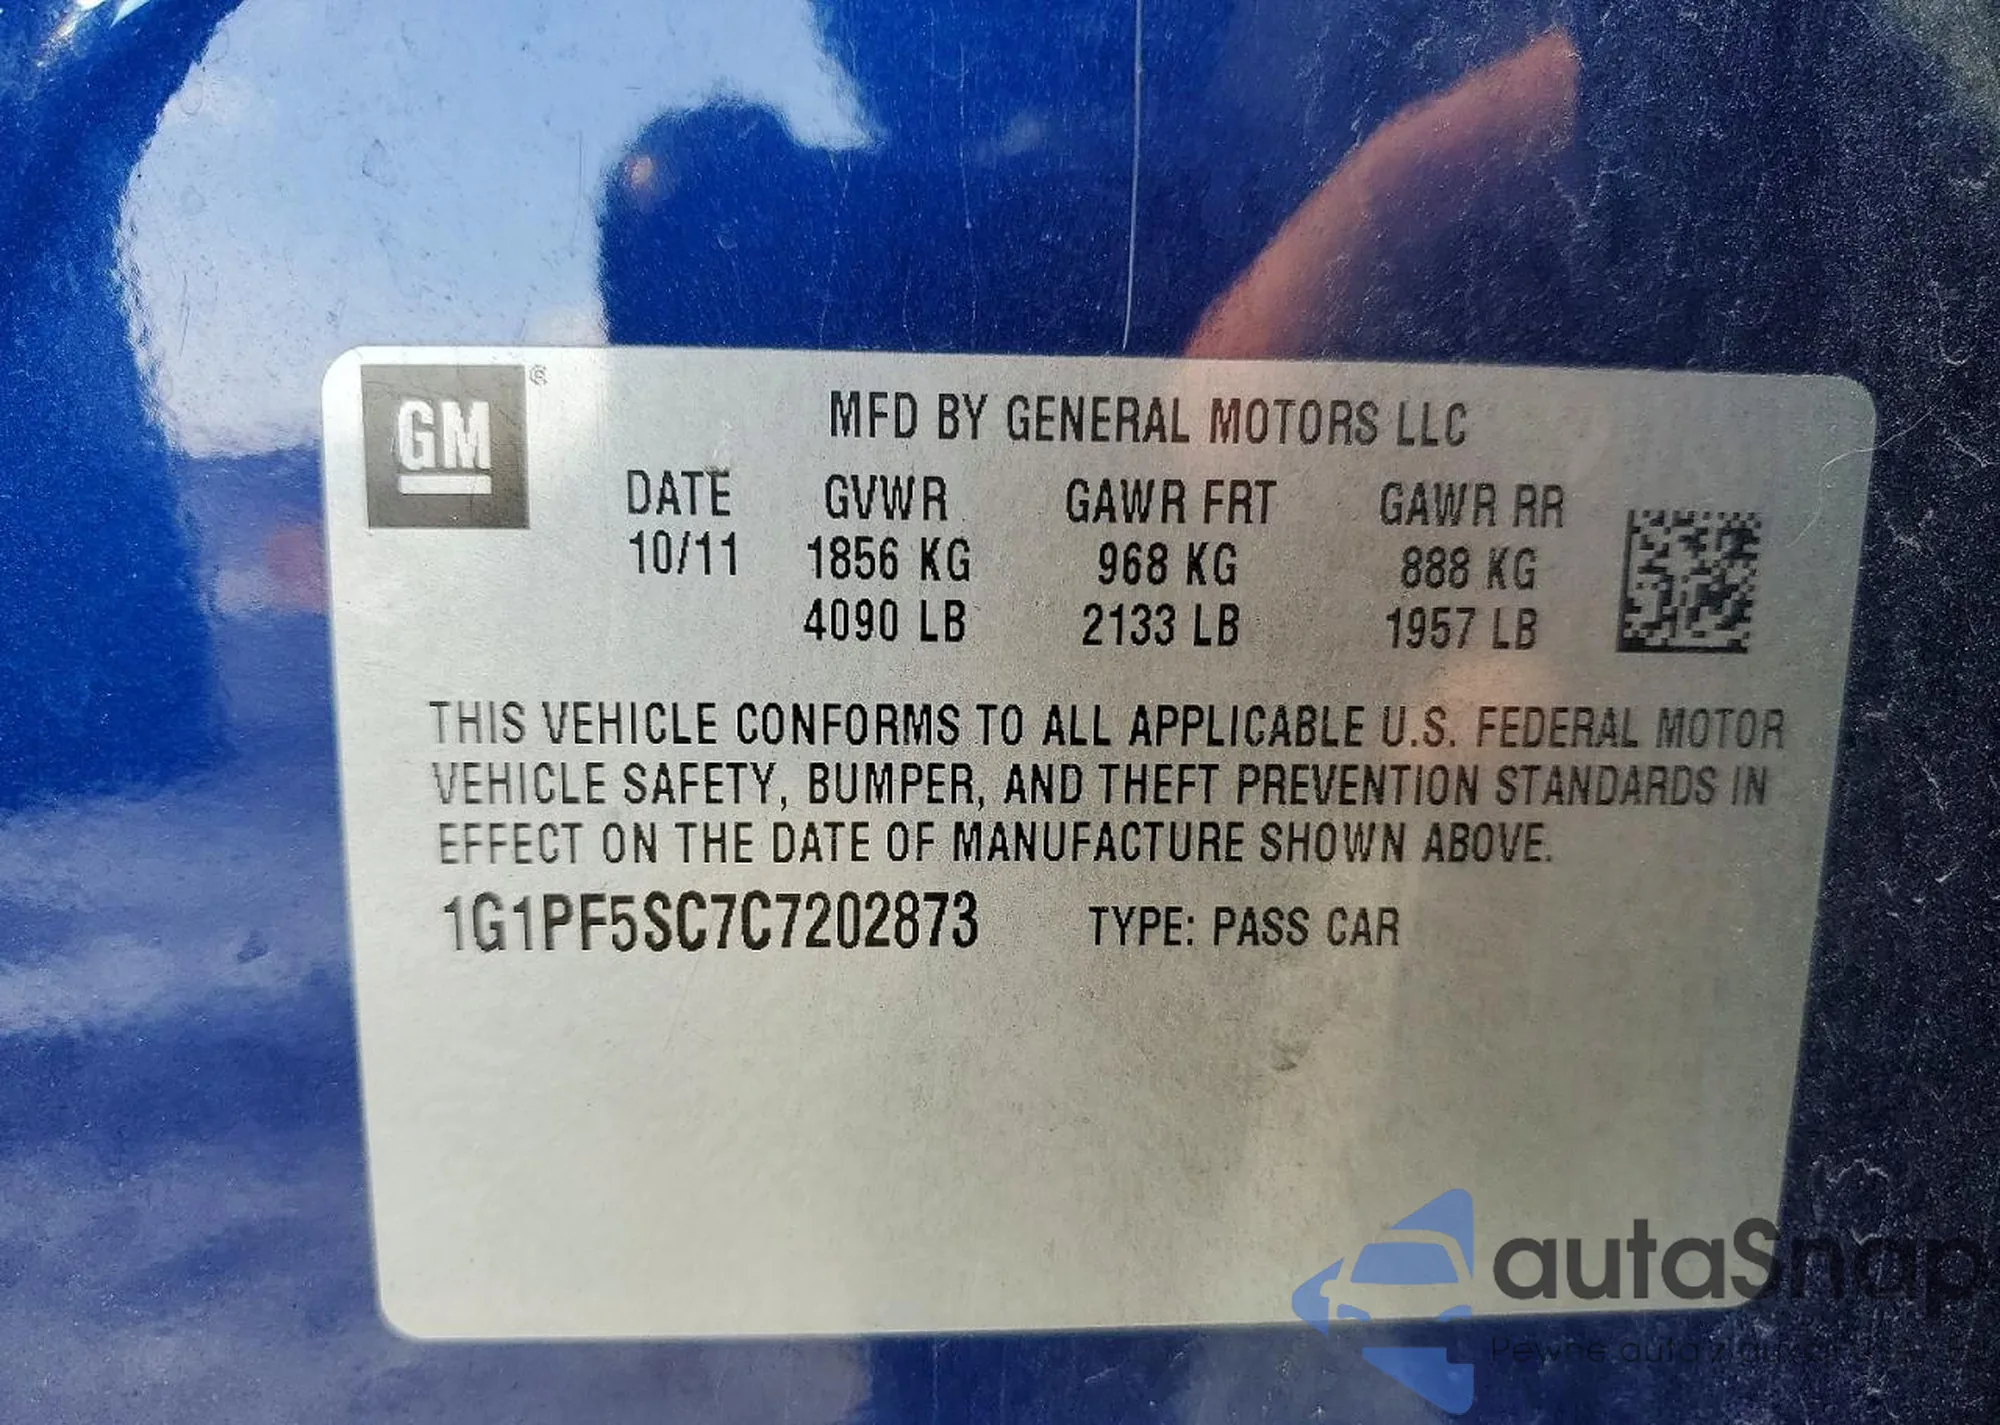 GM®
MFD BY GENERAL MOTORS LLC
DATE GVWR GAWR FRT GAWR RR
10/11 1856 KG 968 KG 888 KG
4090 LB 2133 LB 1957 LB
THIS VEHICLE CONFORMS TO ALL APPLICABLE U.S. FEDERAL MOTOR
VEHICLE SAFETY, BUMPER, AND THEFT PREVENTION STANDARDS IN
EFFECT ON THE DATE OF MANUFACTURE SHOWN ABOVE.
1G1PF5SC7C7202873 TYPE: PASS CAR
autaSnap
Pewne auta z